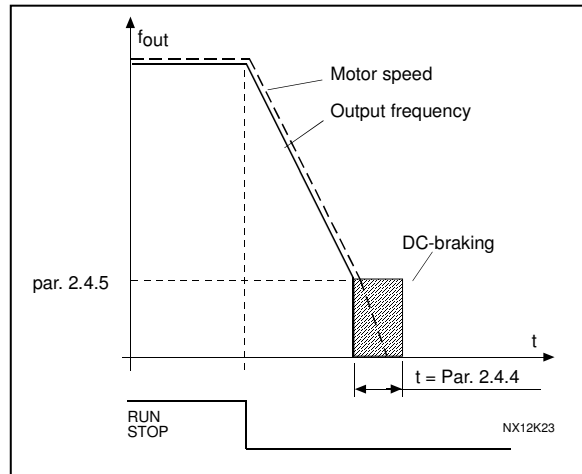 fout
Motor speed
Output frequency
DC-braking
par. 2.4.5
t
t = Par. 2.4.4
RUN
STOP
NX12K23